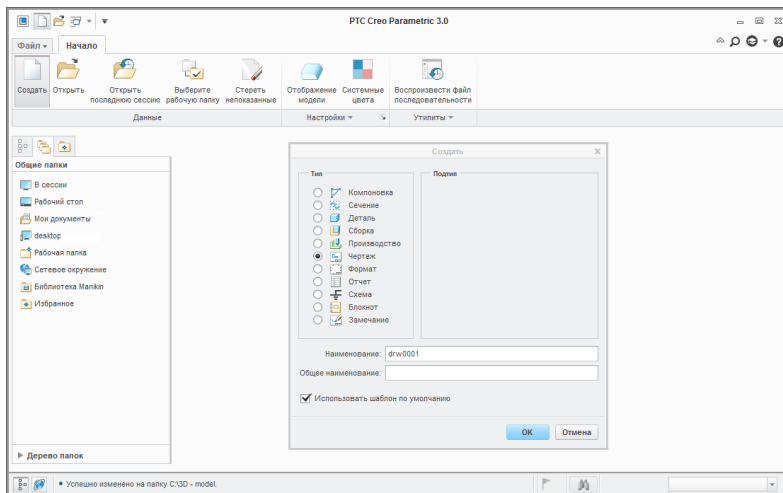 PTC Creo Parametric 3.0
Файл Начало
Создать Открыть Открыть последнюю сессию Выберите рабочую папку Стереть непоказанные Отображение модели Системные цвета Воспроизвести файл последовательности
Данные Настройки Утилиты
Общие папки
В сессии
Рабочий стол
Мои документы
desktop
Рабочая папка
Сетевое окружение
Библиотека Manikin
Избранное
Дерево папок
Создать
Тип Подтип
Компоновка
Сечение
Деталь
Сборка
Производство
Чертеж
Формат
Отчет
Схема
Блокнот
Замечание
Наименование: drw0001
Общее наименование:
Использовать шаблон по умолчанию
OK Отмена
• Успешно изменено на папку C:\3D - model.